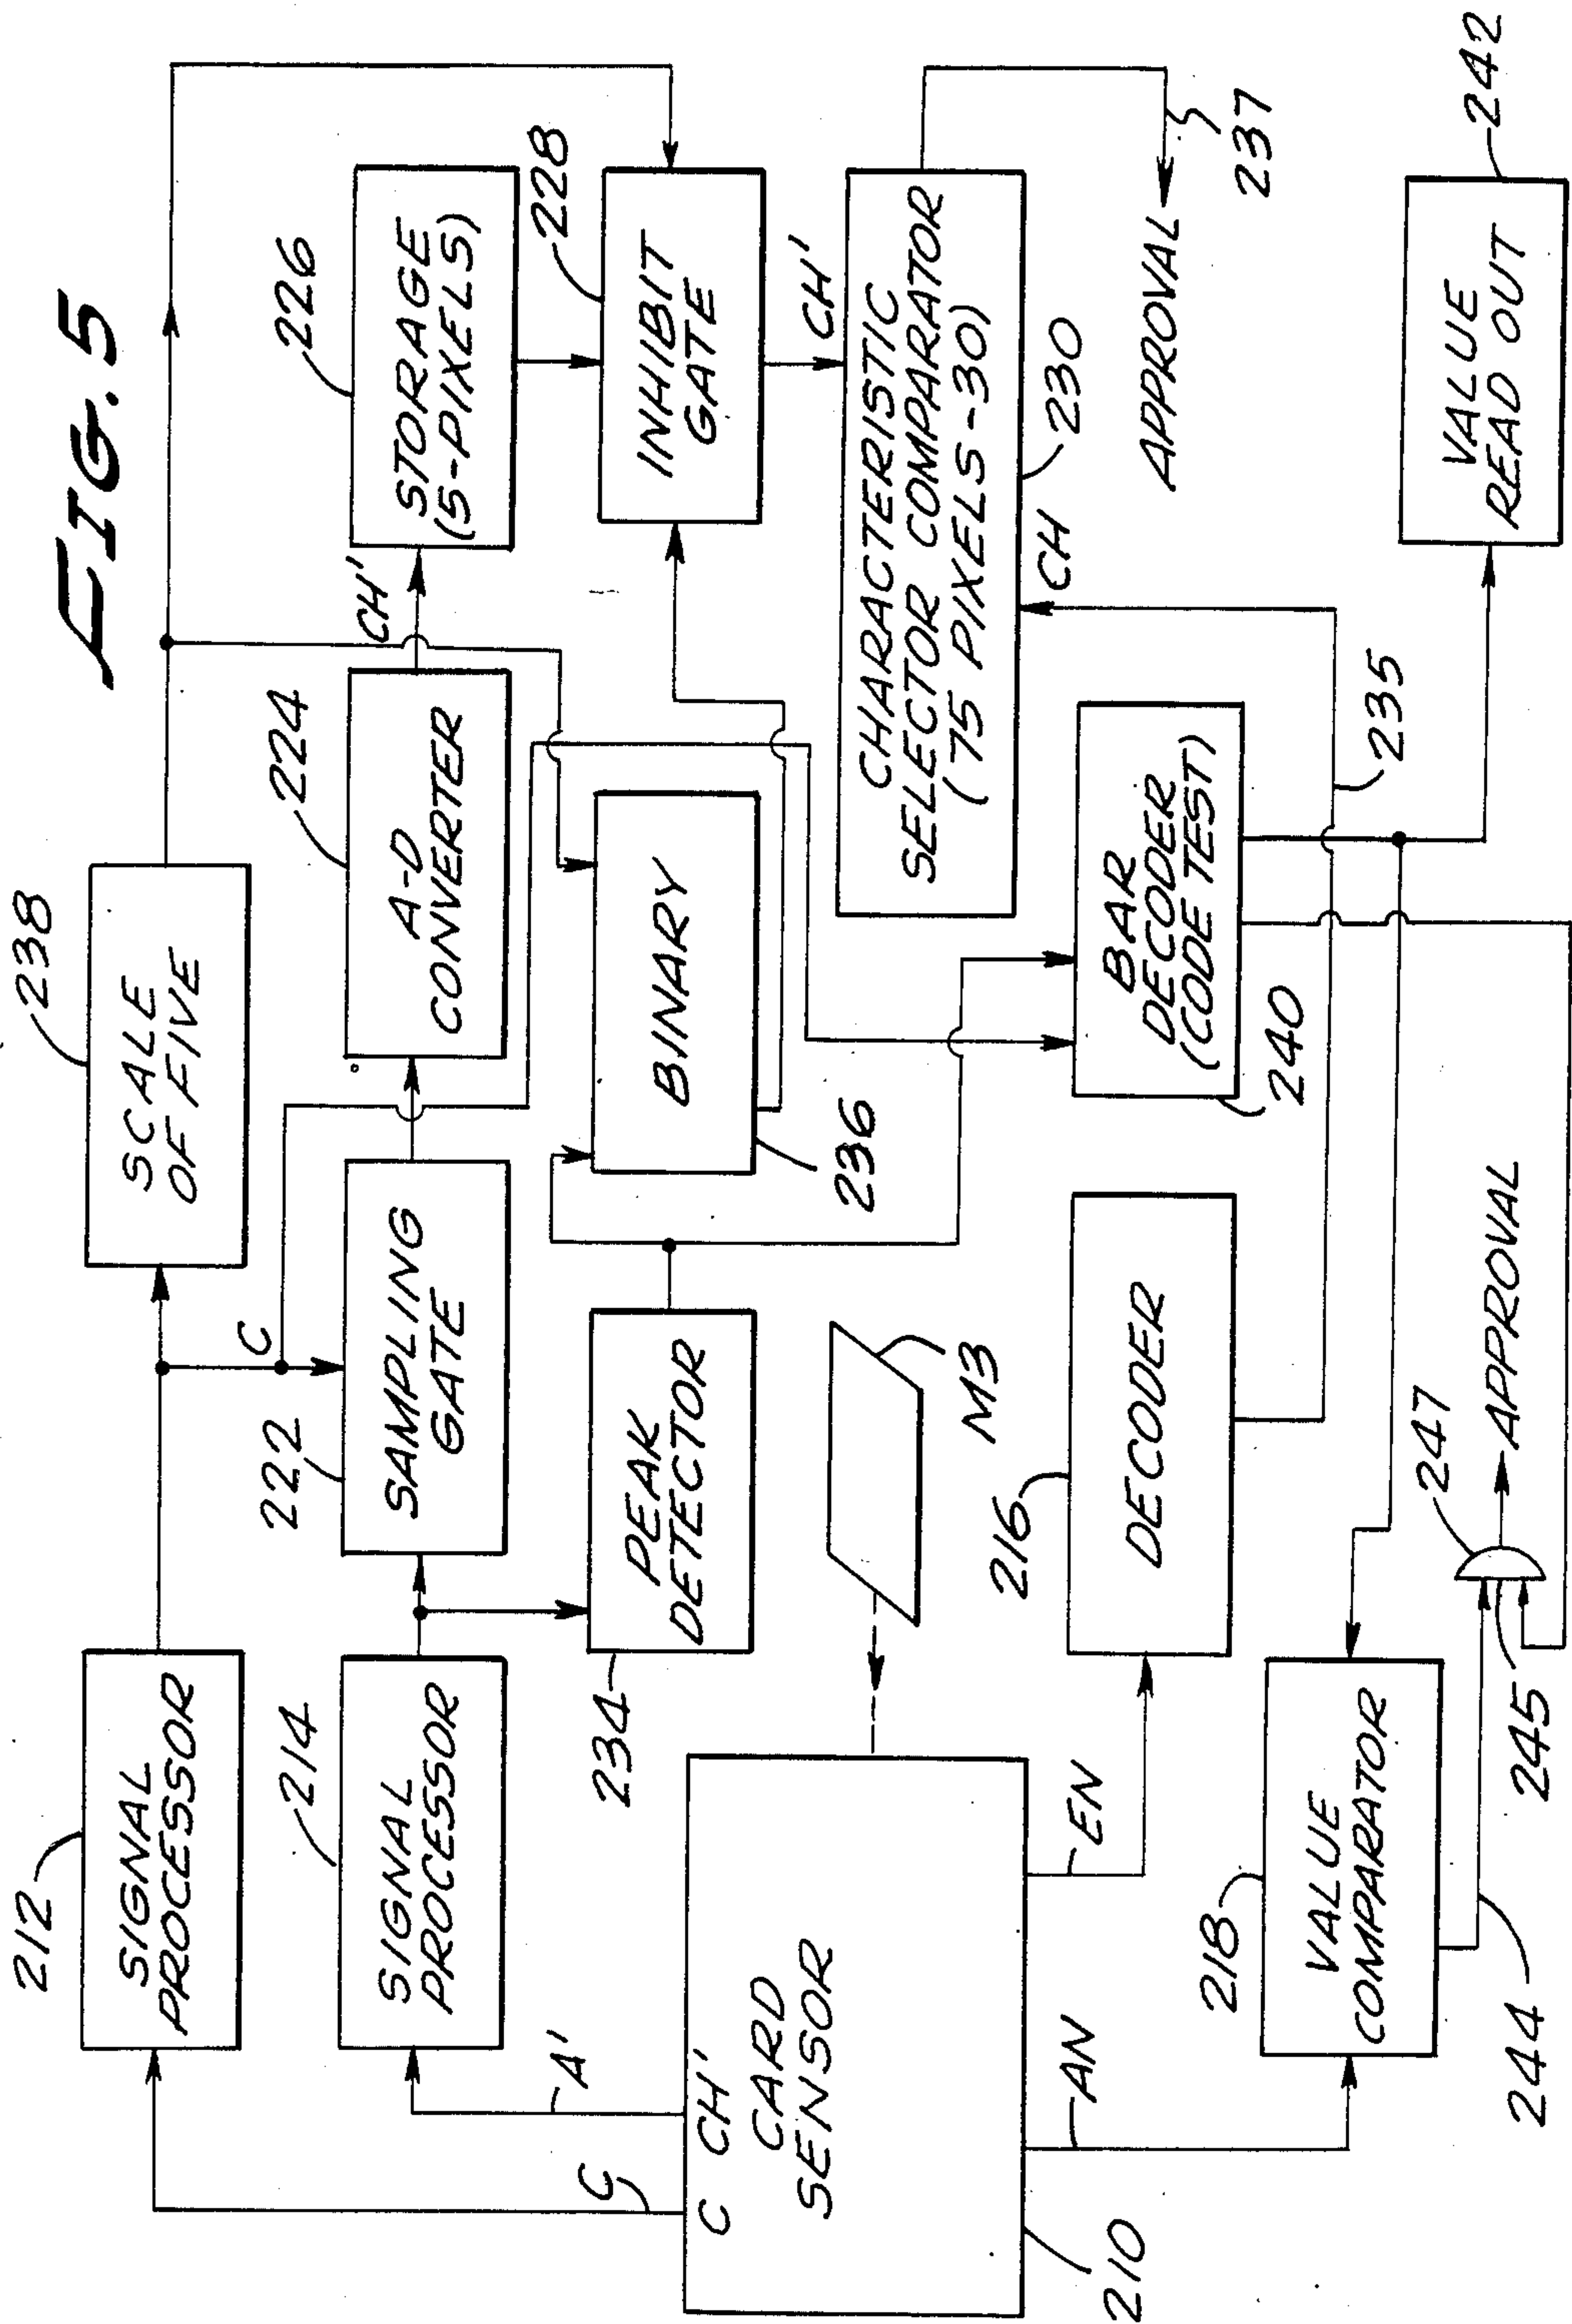 FIG. 5
212
SIGNAL
PROCESSOR
238
SCALE
OF FIVE
C
214
SIGNAL
PROCESSOR
222
SAMPLING
GATE
224
A-D
CONVERTER
CH'
226
STORAGE
(5-PIXELS)
A'
C
234
PEAK
DETECTOR
BINARY
236
228
INHIBIT
GATE
CH'
C CH'
CARD
SENSOR
210
M3
CHARACTERISTIC
SELECTOR COMPARATOR
(75 PIXELS-30)
230
CH
APPROVAL
237
EN
AN
216
DECODER
BAR
DECODER
(CODE TEST)
240
235
218
VALUE
COMPARATOR
244
245
247
APPROVAL
VALUE
READ OUT
242